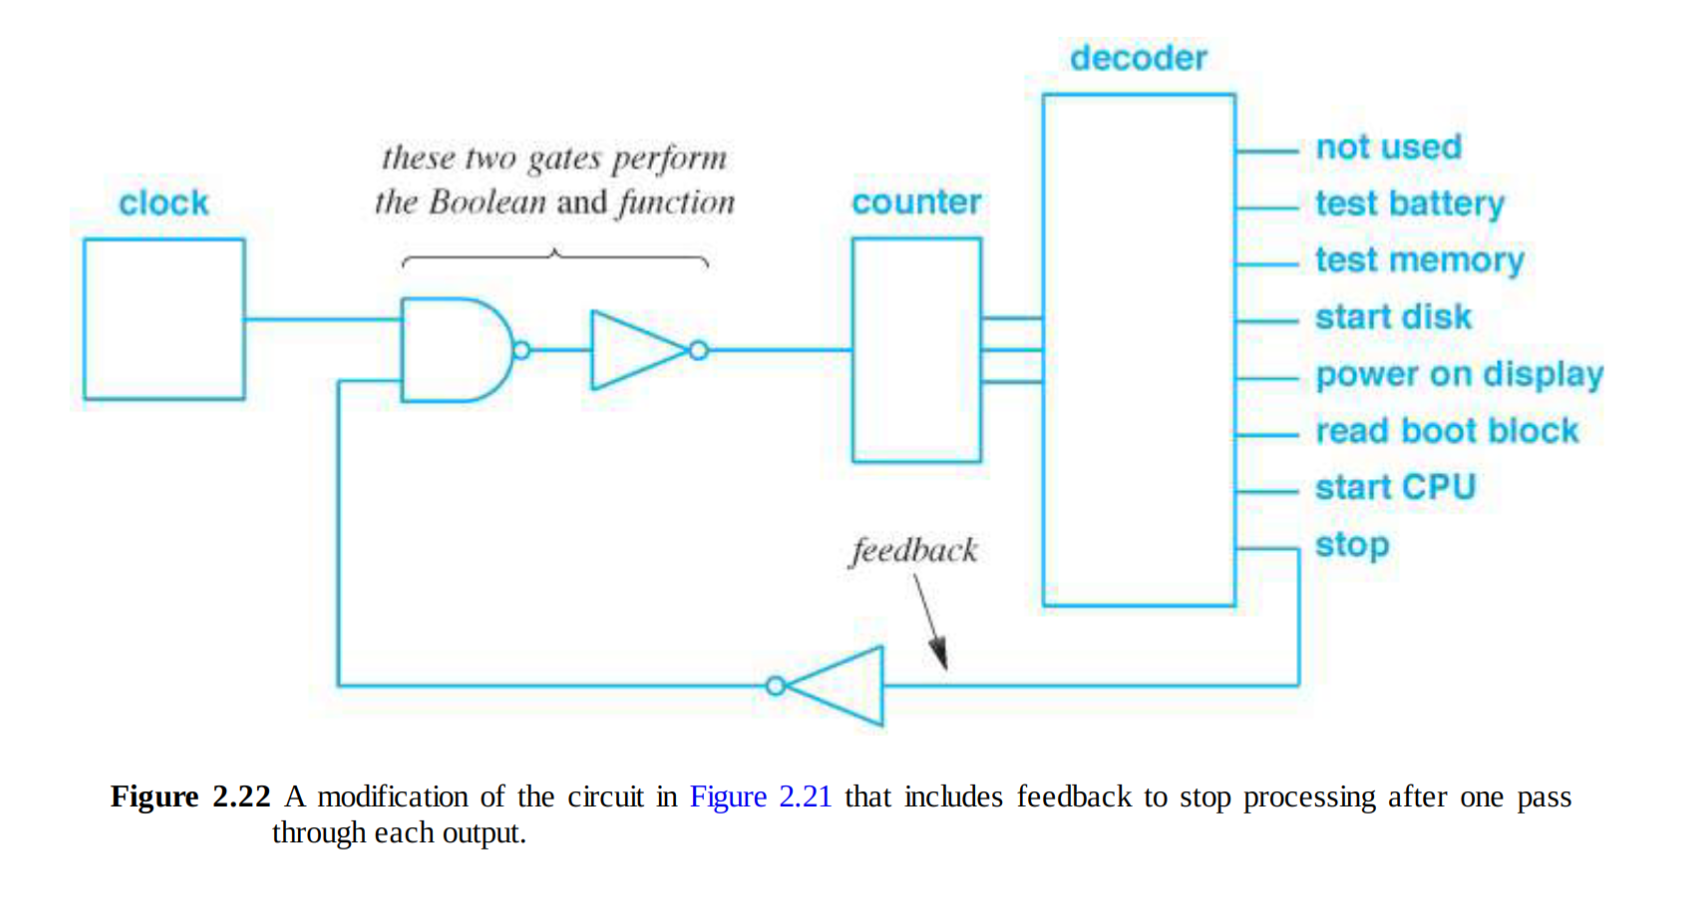 decoder
these two gates perform
the Boolean and function
clock
counter
not used
test battery
test memory
start disk
power on display
read boot block
start CPU
stop
feedback
Figure 2.22 A modification of the circuit in Figure 2.21 that includes feedback to stop processing after one pass
through each output.